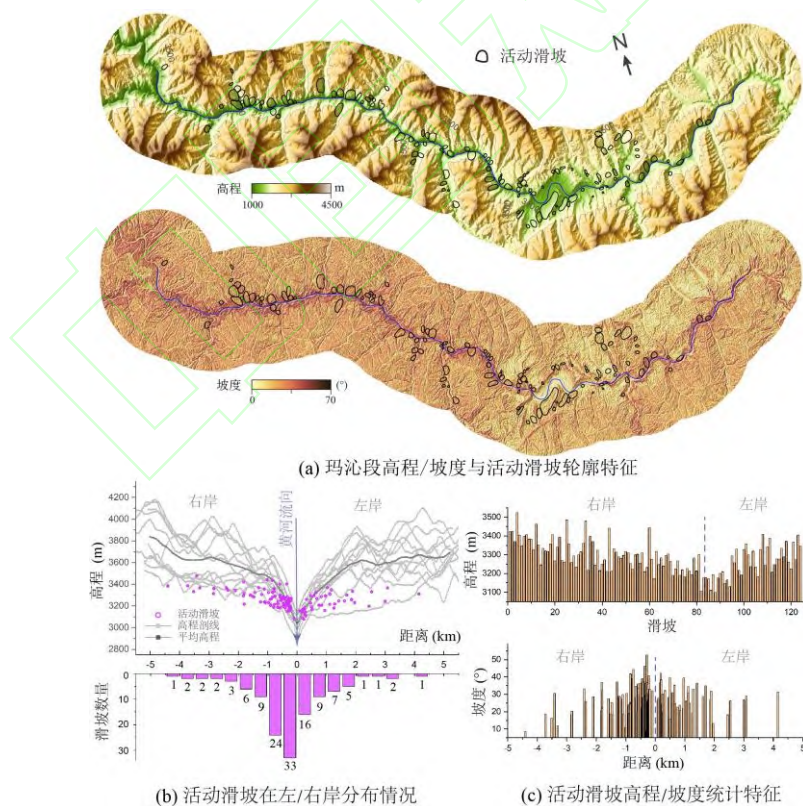 N
活动滑坡
高程
m
1000
4500
坡度
(°)
0
70
(a) 玛沁段高程/坡度与活动滑坡轮廓特征
右岸
黄河流向
左岸
高程 (m)
4200
4000
3800
3600
3400
3200
3000
2800
活动滑坡
高程剖线
平均高程
距离 (km)
-5 -4 -3 -2 -1 0 1 2 3 4 5
滑坡数量
0
10
20
30
1 2 2 2 3 6 9 24 33 16 9 7 5 1 1 2 1
(b) 活动滑坡在左/右岸分布情况
右岸
左岸
高程 (m)
3500
3400
3300
3200
3100
0 20 40 60 80 100 120
滑坡
右岸
左岸
坡度 (°)
50
40
30
20
10
-5 -4 -3 -2 -1 0 1 2 3 4 5
距离 (km)
(c) 活动滑坡高程/坡度统计特征